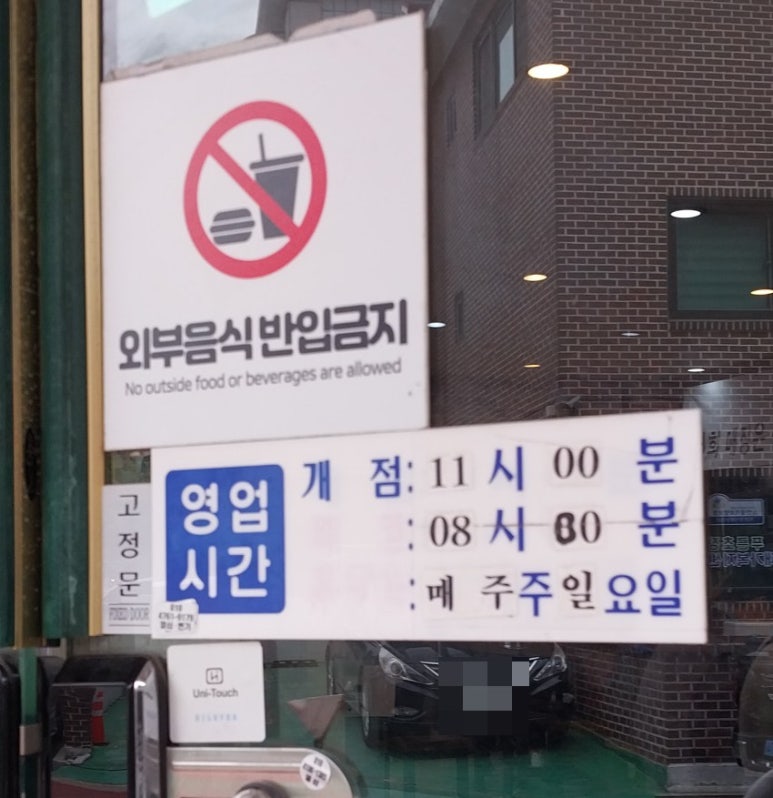 외부음식 반입금지
No outside food or beverages are allowed
고정문
FIXED DOOR
영업
시간
개 점: 11 시 00 분
: 08 시 30 분
: 매 주 주 일 요일
Uni-Touch